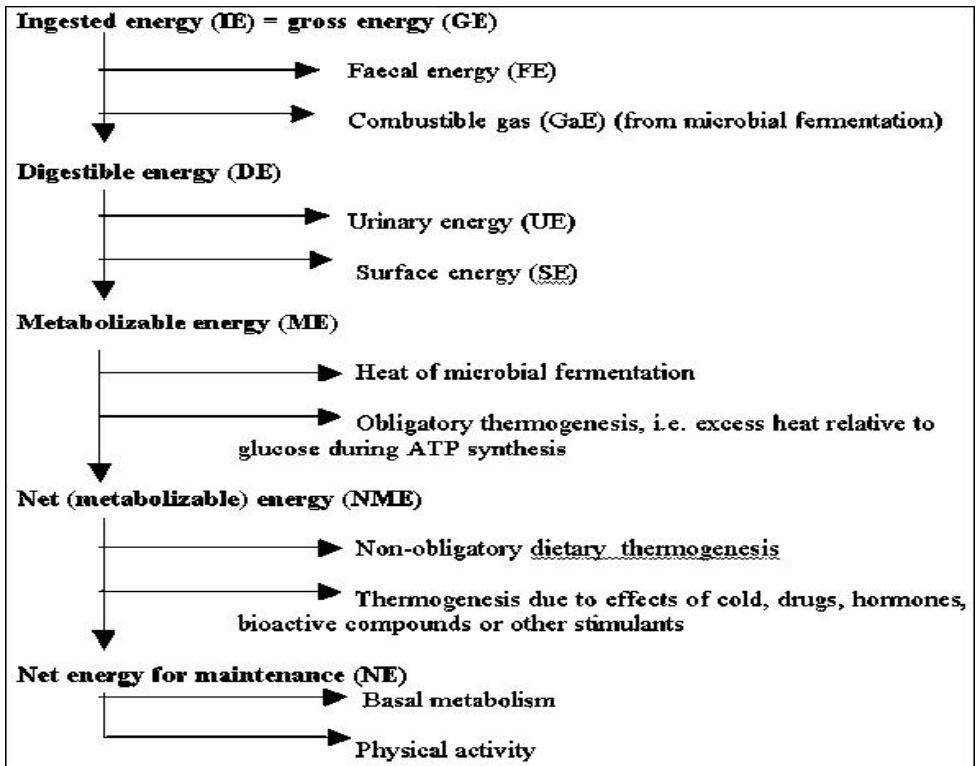 Ingested energy (IE) = gross energy (GE)
Faecal energy (FE)
Combustible gas (GaE) (from microbial fermentation)
Digestible energy (DE)
Urinary energy (UE)
Surface energy (SE)
Metabolizable energy (ME)
Heat of microbial fermentation
Obligatory thermogenesis, i.e. excess heat relative to
glucose during ATP synthesis
Net (metabolizable) energy (NME)
Non-obligatory dietary thermogenesis
Thermogenesis due to effects of cold, drugs, hormones,
bioactive compounds or other stimulants
Net energy for maintenance (NE)
Basal metabolism
Physical activity